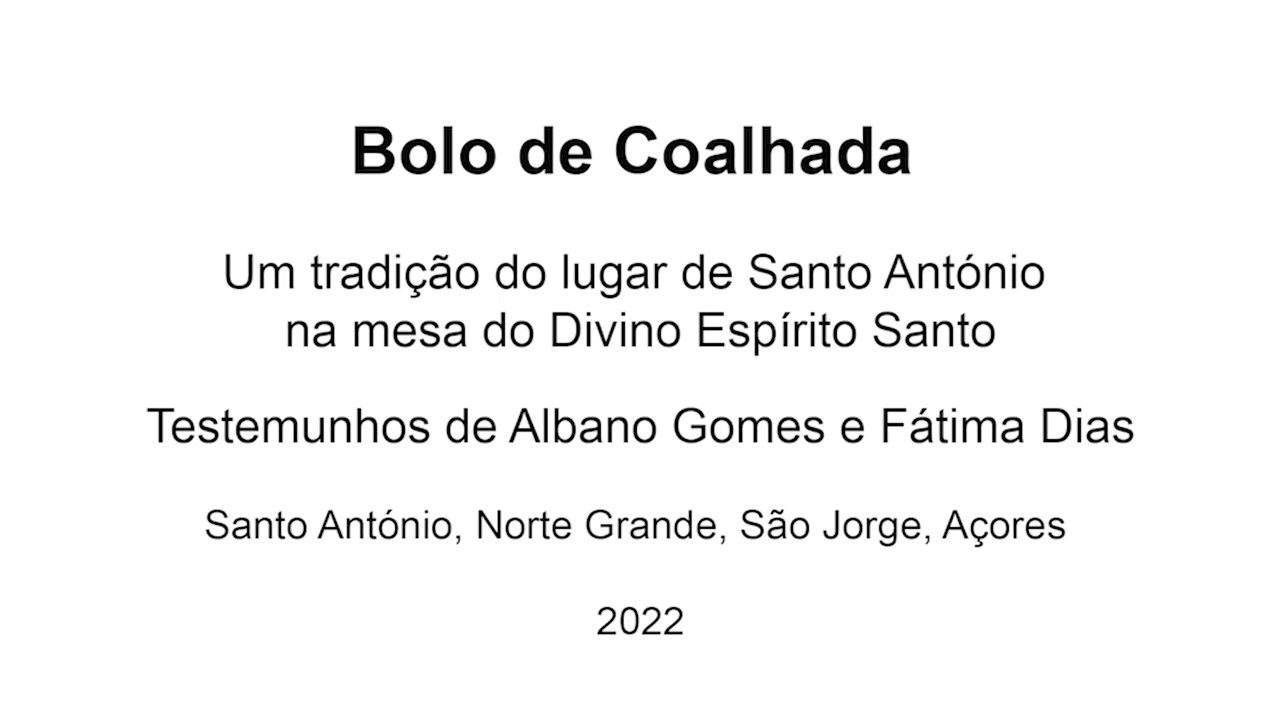 Bolo de Coalhada
Um tradição do lugar de Santo António
na mesa do Divino Espírito Santo
Testemunhos de Albano Gomes e Fátima Dias
Santo António, Norte Grande, São Jorge, Açores
2022